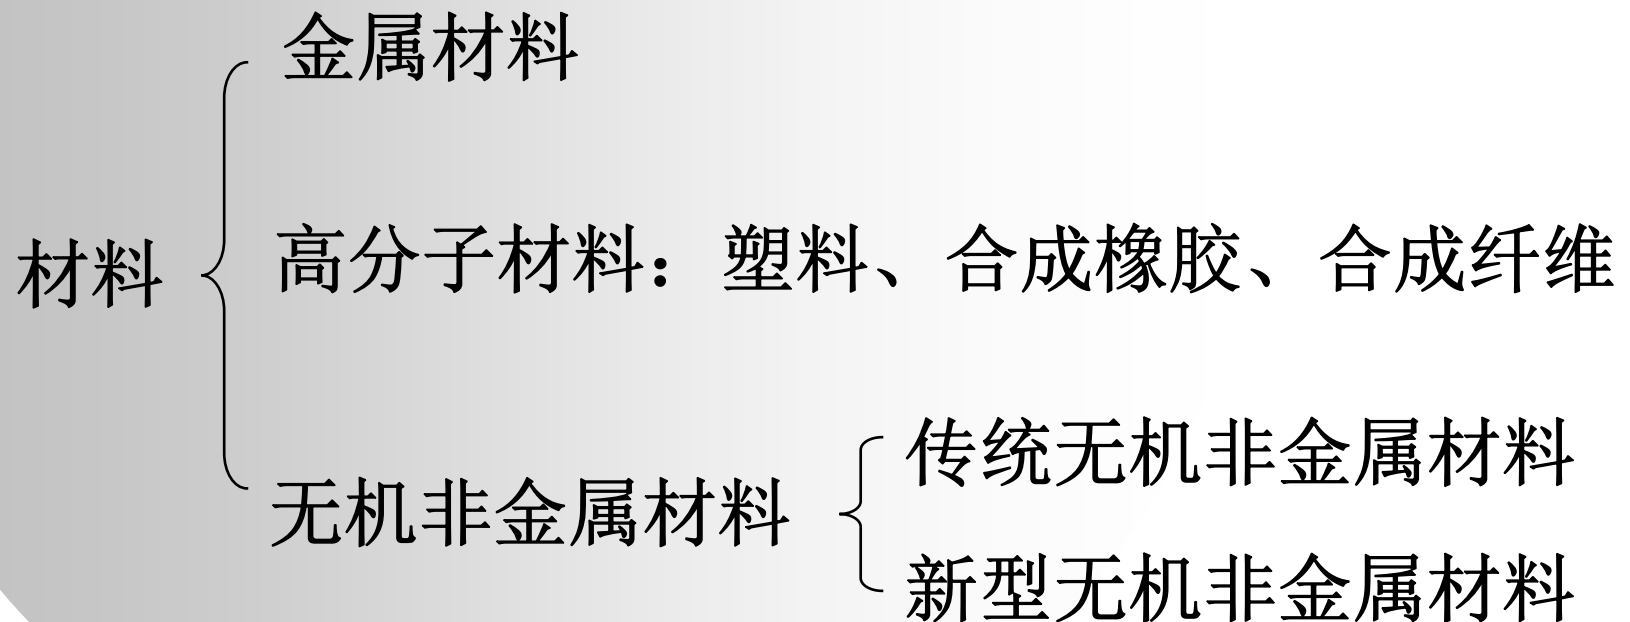 金属材料
高分子材料：塑料、合成橡胶、合成纤维
材料
传统无机非金属材料
无机非金属材料
新型无机非金属材料